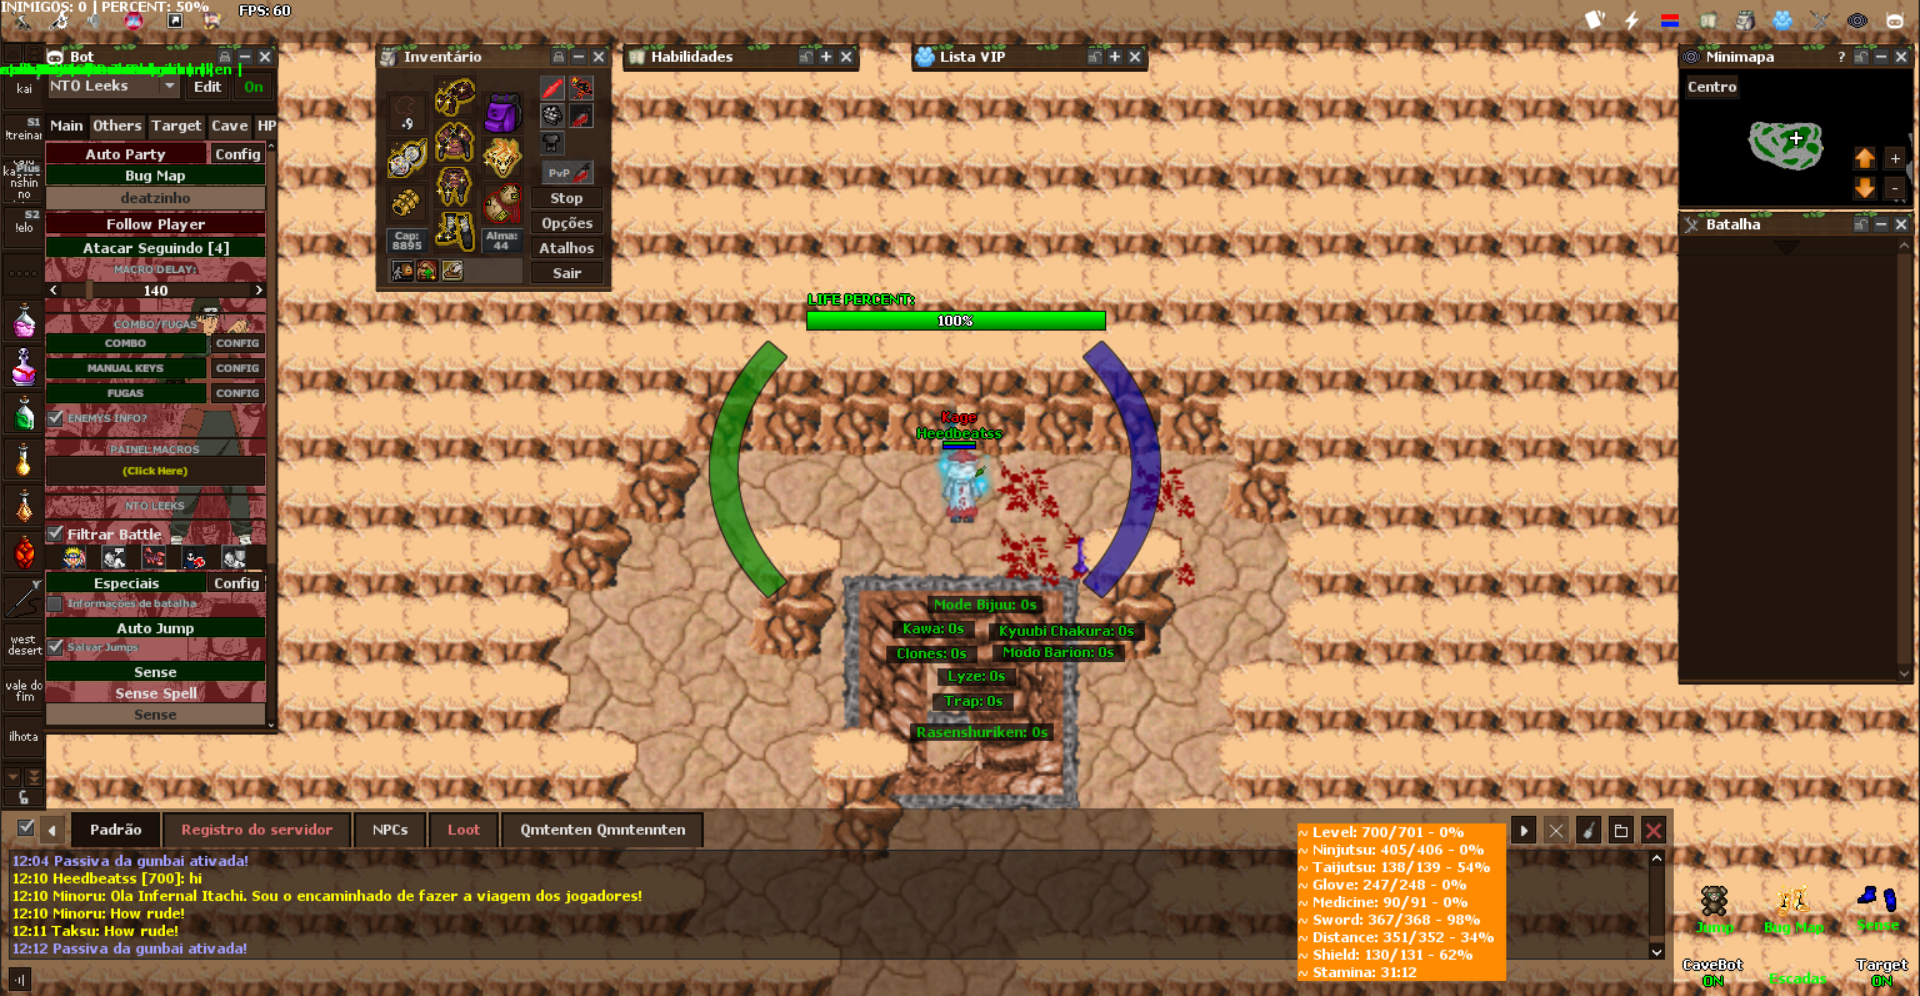 INIMIGOS: 0 | PERCENT: 50%
FPS: 60
Bot
NTO Leeks
Edit
On
Main
Others
Target
Cave
HP
Auto Party
Config
Bug Map
deatzinho
Follow Player
Atacar Seguindo [4]
MACRO DELAY:
140
COMBO/FUGAS
COMBO
CONFIG
MANUAL KEYS
CONFIG
FUGAS
CONFIG
ENEMYS INFO?
PAINEL MACROS
(Click Here)
NTO LEEKS
Filtrar Battle
Especiais
Config
Informações de batalha
Auto Jump
Salvar Jumps
Sense
Sense Spell
Sense
kai
S1
Plus
nshin
no
S2
!elo
Y
west
desert
vale do
fim
ilhota
Inventário
.9
Cap:
8895
Alma:
44
PvP
Stop
Opções
Atalhos
Sair
Habilidades
Lista VIP
Minimapa
?
Centro
+
-
Batalha
LIFE PERCENT:
100%
Kage
Heedbeatss
Mode Bijuu: 0s
Kawa: 0s
Kyuubi Chakura: 0s
Clones: 0s
Modo Barion: 0s
Lyze: 0s
Trap: 0s
Rasenshuriken: 0s
Padrão
Registro do servidor
NPCs
Loot
Qmtenten Qmntennten
12:04 Passiva da gunbai ativada!
12:10 Heedbeatss [700]: hi
12:10 Minoru: Ola Infernal Itachi. Sou o encaminhado de fazer a viagem dos jogadores!
12:10 Minoru: How rude!
12:11 Taksu: How rude!
12:12 Passiva da gunbai ativada!
~ Level: 700/701 - 0%
~ Ninjutsu: 405/406 - 0%
~ Taijutsu: 138/139 - 54%
~ Glove: 247/248 - 0%
~ Medicine: 90/91 - 0%
~ Sword: 367/368 - 98%
~ Distance: 351/352 - 34%
~ Shield: 130/131 - 62%
~ Stamina: 31:12
Jump
Bug Map
Sense
CaveBot
ON
Escadas
Target
ON